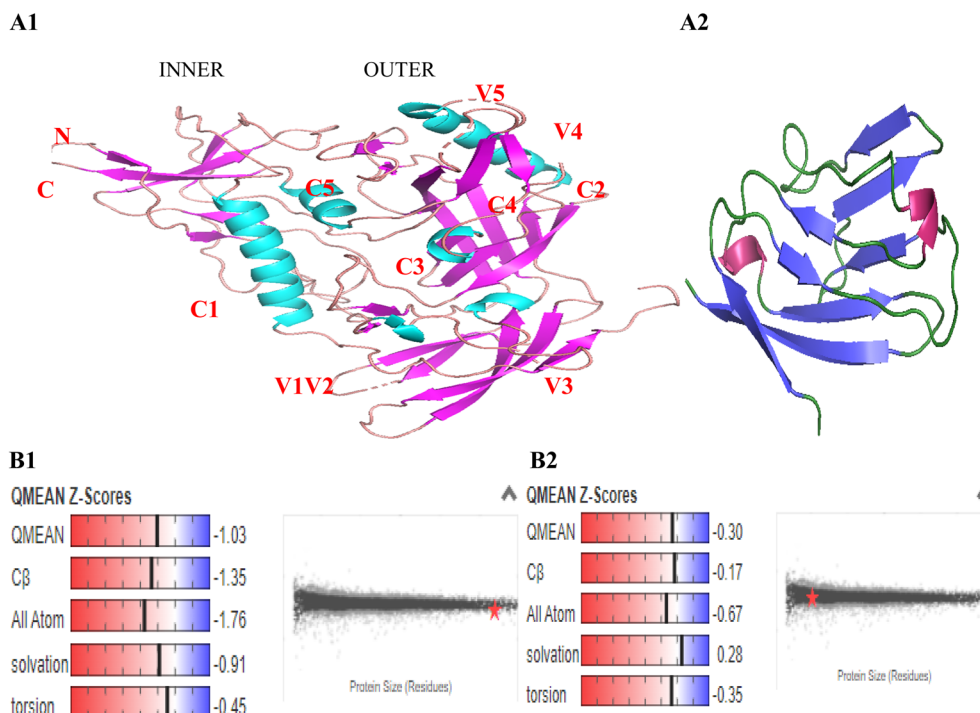 A1
A2
INNER OUTER
V5
N
V4
C
C5
C2
C4
C3
C1
V1V2
V3
B1
QMEAN Z-Scores
QMEAN -1.03
Cβ -1.35
All Atom -1.76
solvation -0.91
torsion -0.45
Protein Size (Residues)
B2
QMEAN Z-Scores
QMEAN -0.30
Cβ -0.17
All Atom -0.67
solvation 0.28
torsion -0.35
Protein Size (Residues)